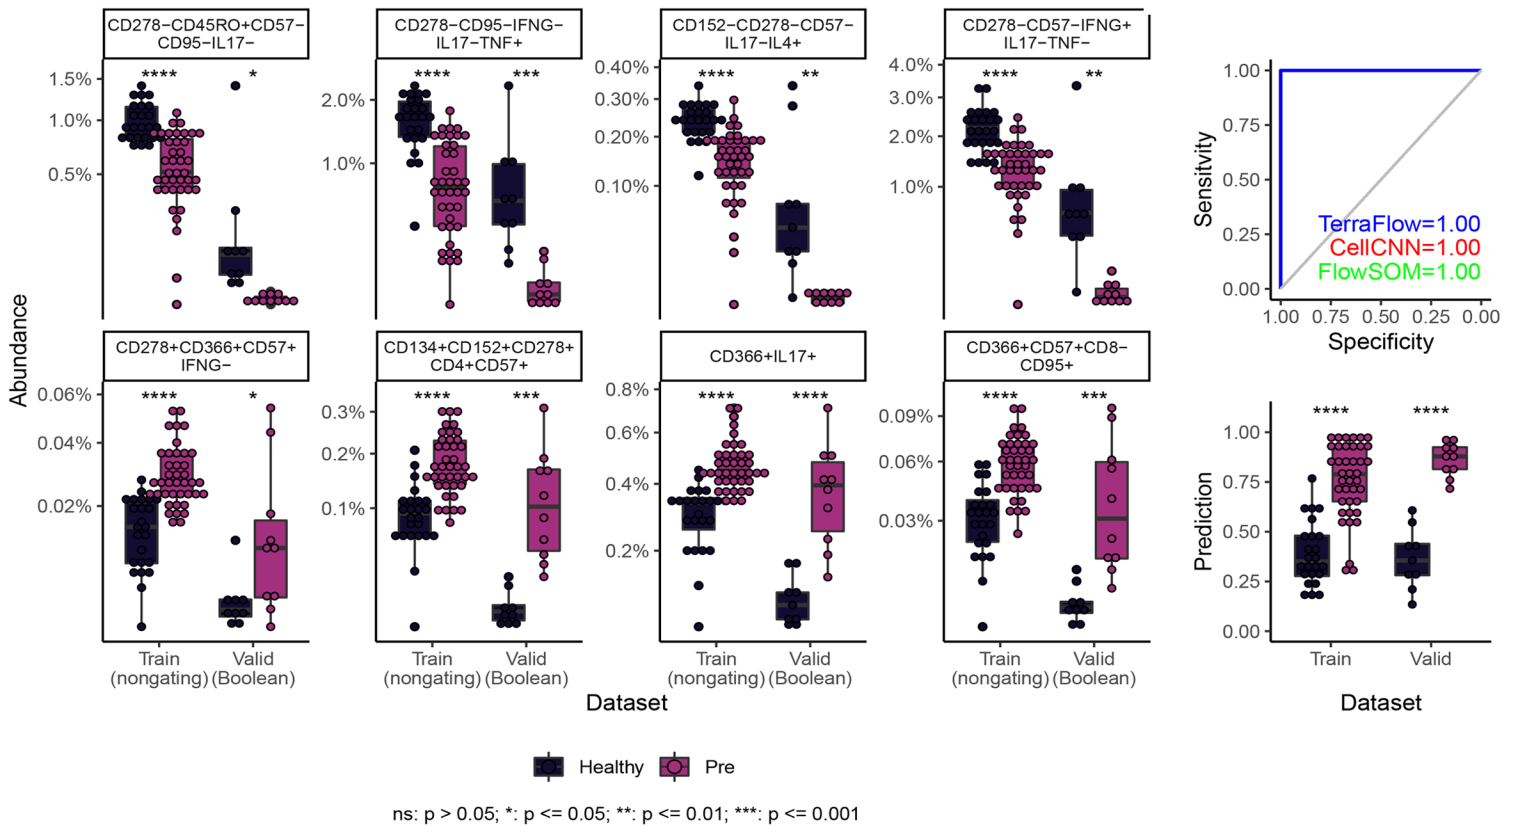 CD278−CD45RO+CD57−
CD95−IL17−
CD278−CD95−IFNG−
IL17−TNF+
CD152−CD278−CD57−
IL17−IL4+
CD278−CD57−IFNG+
IL17−TNF−
1.5%
1.0%
0.5%
****
*
2.0%
1.0%
****
***
0.40%
0.30%
0.20%
0.10%
****
**
4.0%
3.0%
2.0%
1.0%
****
**
Sensitvity
1.00
0.75
0.50
0.25
0.00
TerraFlow=1.00
CellCNN=1.00
FlowSOM=1.00
1.00 0.75 0.50 0.25 0.00
Specificity
Abundance
CD278+CD366+CD57+
IFNG−
CD134+CD152+CD278+
CD4+CD57+
CD366+IL17+
CD366+CD57+CD8−
CD95+
0.06%
0.04%
0.02%
****
*
0.3%
0.2%
0.1%
****
***
0.8%
0.6%
0.4%
0.2%
****
****
0.09%
0.06%
0.03%
****
***
Prediction
1.00
0.75
0.50
0.25
0.00
****
****
Train
(nongating)
Valid
(Boolean)
Train
(nongating)
Valid
(Boolean)
Train
(nongating)
Valid
(Boolean)
Train
(nongating)
Valid
(Boolean)
Train
Valid
Dataset
Dataset
Healthy
Pre
ns: p > 0.05; *: p <= 0.05; **: p <= 0.01; ***: p <= 0.001